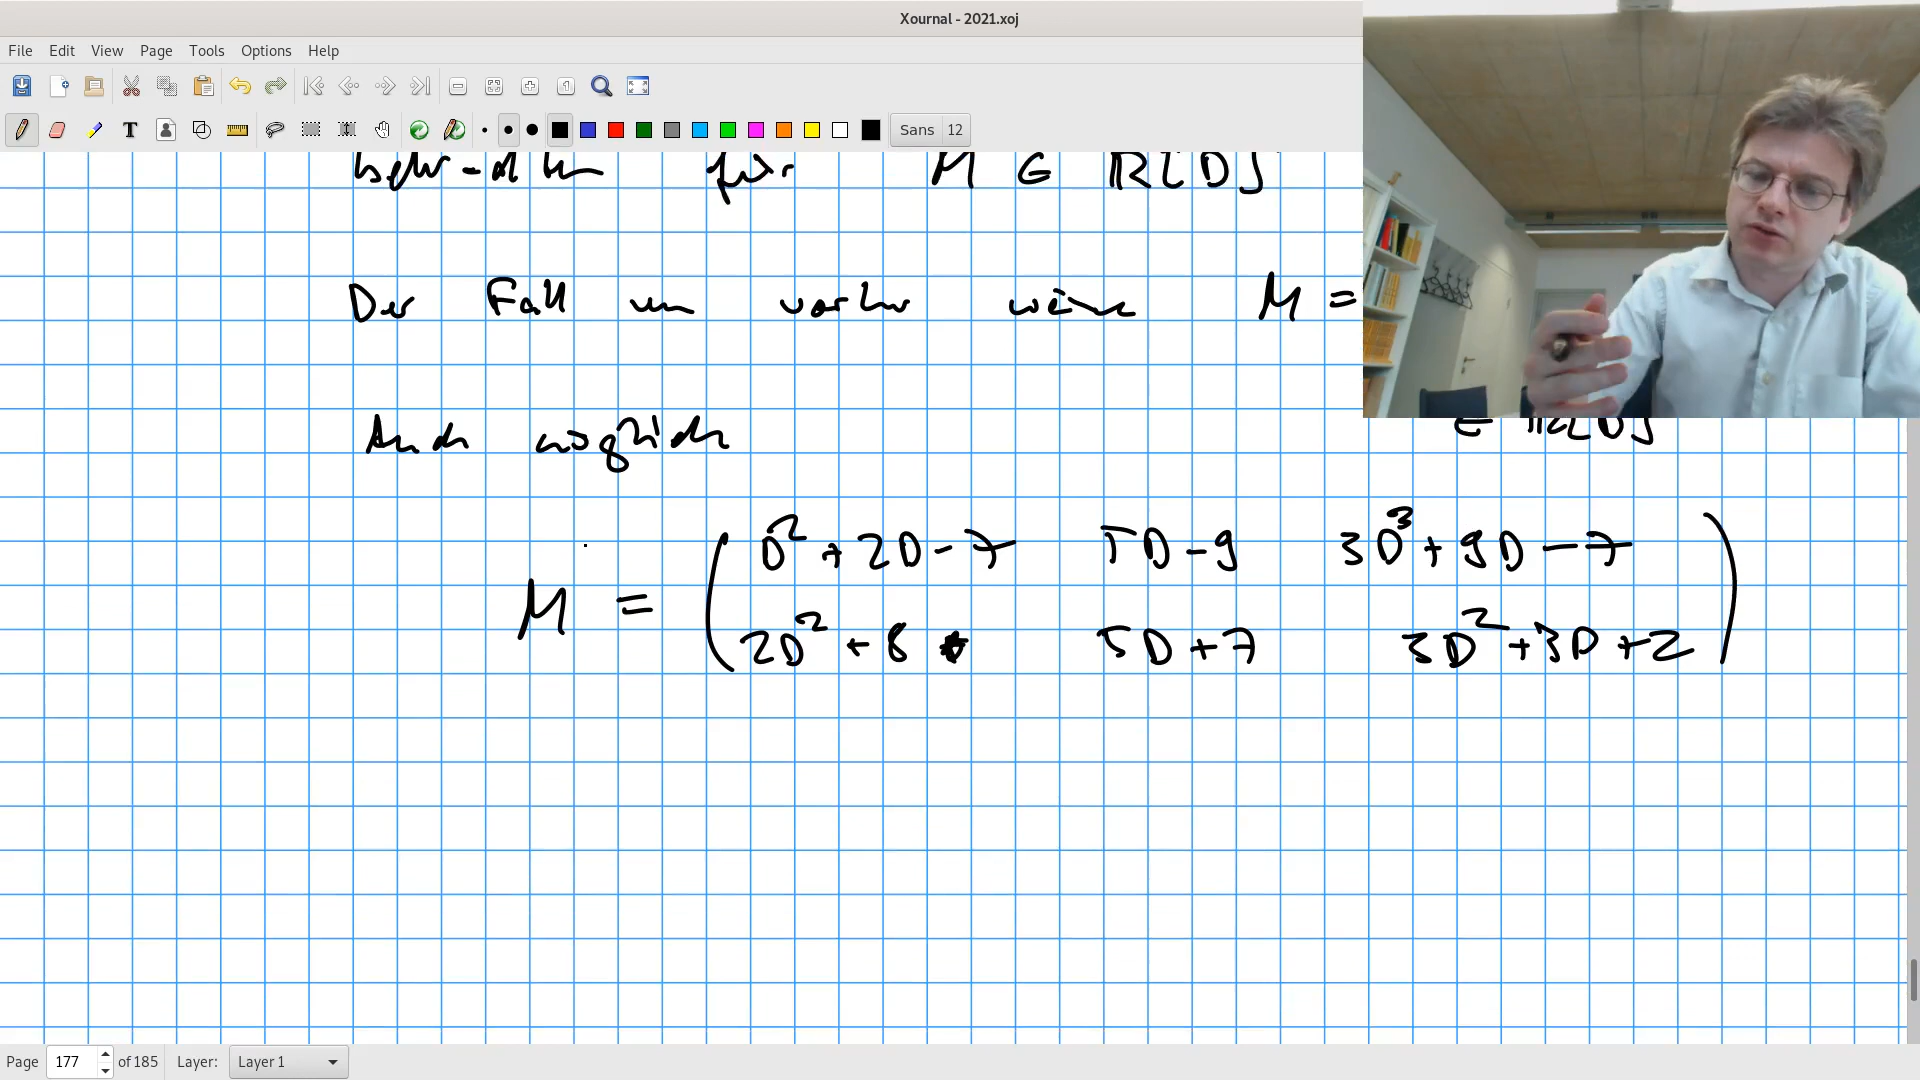 Xournal - 2021.xoj
File Edit View Page Tools Options Help
Sans 12
für M ∈ ℝ[D]
Der Fall von vorher wäre M =
Auch möglich ∈ ℝ[D]
M = ( D² + 2D - 7   5D - 9   3D³ + 9D - 7
2D² + 8   5D + 7   3D² + 3D + 2 )
Page 177 of 185 Layer: Layer 1